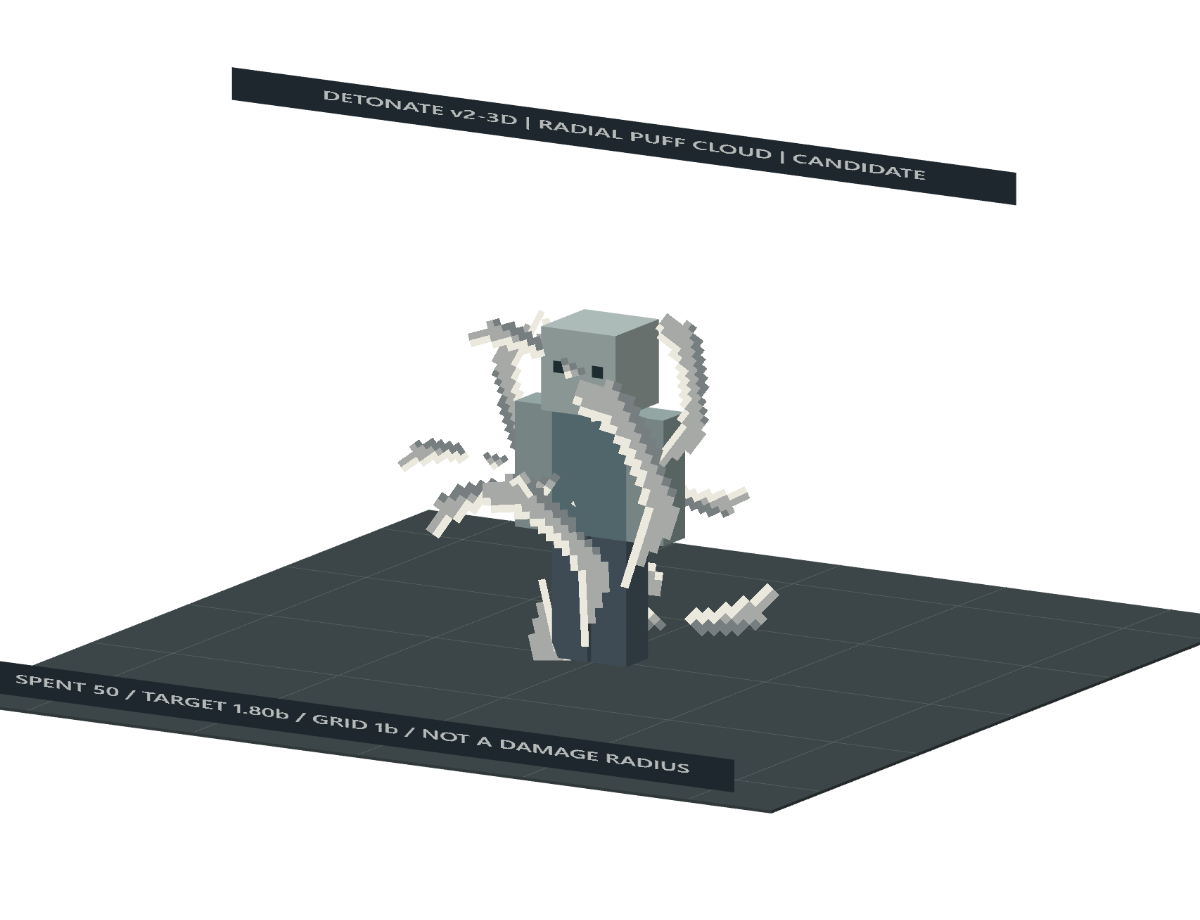 DETONATE v2-3D | RADIAL PUFF CLOUD | CANDIDATE
SPENT 50 / TARGET 1.80b / GRID 1b / NOT A DAMAGE RADIUS